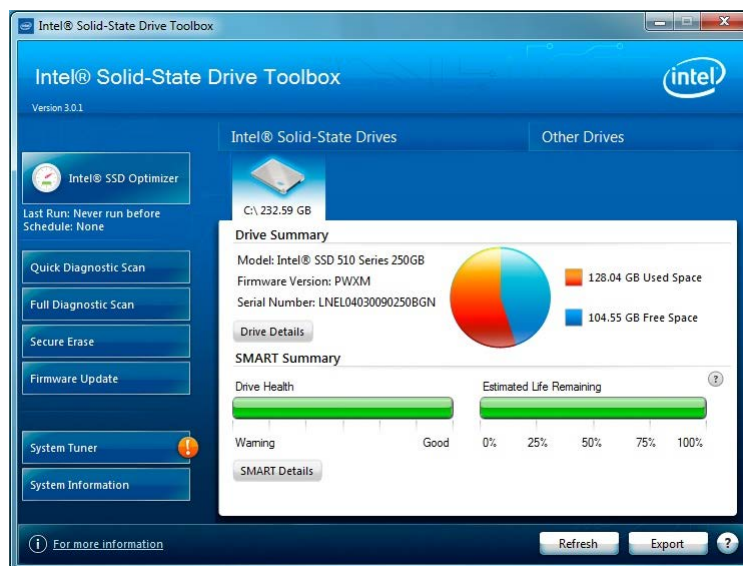 Intel® Solid-State Drive Toolbox
Intel® Solid-State Drive Toolbox
Version 3.0.1
intel
Intel® Solid-State Drives
Other Drives
Intel® SSD Optimizer
Last Run: Never run before
Schedule: None
Quick Diagnostic Scan
Full Diagnostic Scan
Secure Erase
Firmware Update
System Tuner
!
System Information
C:\ 232.59 GB
Drive Summary
Model: Intel® SSD 510 Series 250GB
Firmware Version: PWXM
Serial Number: LNEL04030090250BGN
Drive Details
128.04 GB Used Space
104.55 GB Free Space
SMART Summary
?
Drive Health
Estimated Life Remaining
Warning Good
0% 25% 50% 75% 100%
SMART Details
i For more information
Refresh
Export
?